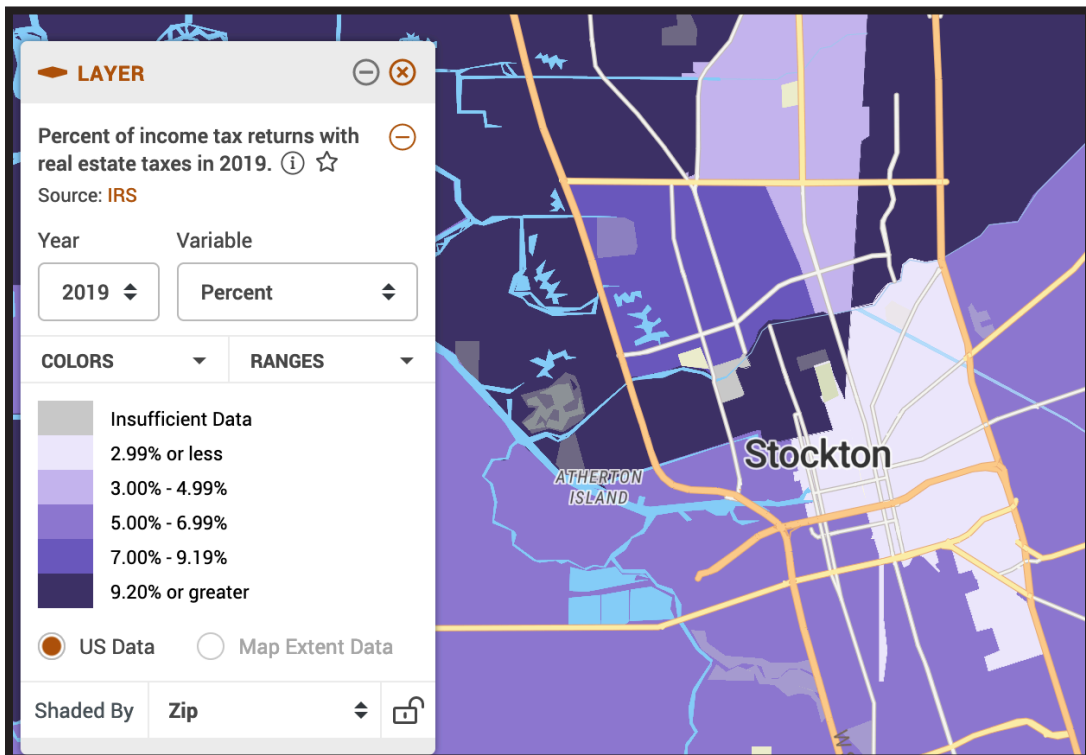 LAYER
Percent of income tax returns with
real estate taxes in 2019.
Source: IRS
Year Variable
2019 Percent
COLORS RANGES
Insufficient Data
2.99% or less
3.00% - 4.99%
5.00% - 6.99%
7.00% - 9.19%
9.20% or greater
US Data Map Extent Data
Shaded By Zip
Stockton
ATHERTON
ISLAND